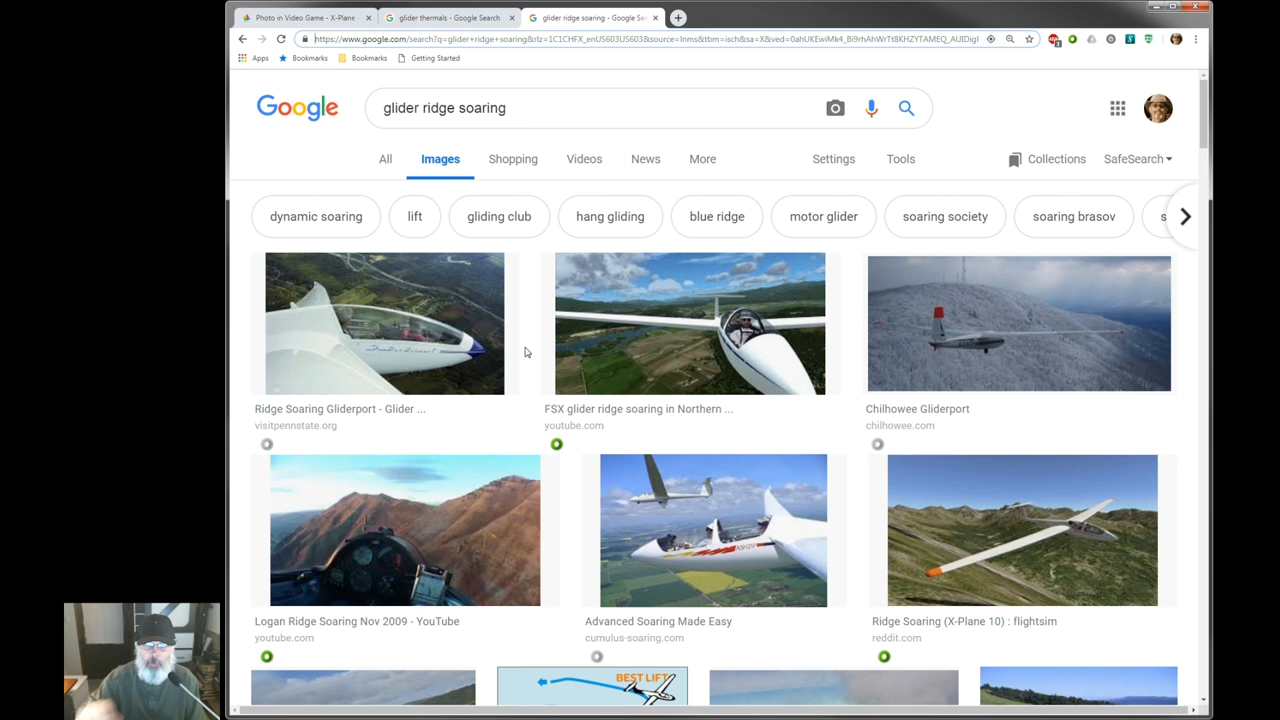 Photo in Video Game - X-Plane -
glider thermals - Google Search
glider ridge soaring - Google Se
Apps
Bookmarks
Bookmarks
Getting Started
Google
glider ridge soaring
All
Images
Shopping
Videos
News
More
Settings
Tools
Collections
SafeSearch
dynamic soaring
lift
gliding club
hang gliding
blue ridge
motor glider
soaring society
soaring brasov
s
Ridge Soaring Gliderport - Glider ...
visitpennstate.org
FSX glider ridge soaring in Northern ...
youtube.com
Chilhowee Gliderport
chilhowee.com
Logan Ridge Soaring Nov 2009 - YouTube
youtube.com
Advanced Soaring Made Easy
cumulus-soaring.com
Ridge Soaring (X-Plane 10) : flightsim
reddit.com
BEST LIFT